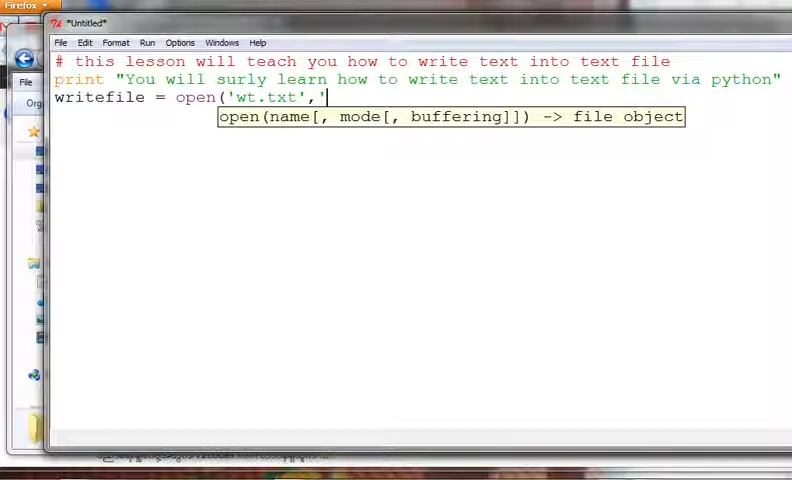 Firefox
*Untitled*
File Edit Format Run Options Windows Help
# this lesson will teach you how to write text into text file
print "You will surly learn how to write text into text file via python"
writefile = open('wt.txt','
open(name[, mode[, buffering]]) -> file object
File
Orga